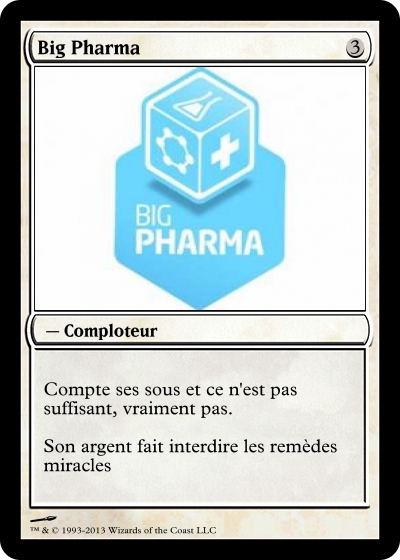 Big Pharma 3
BIG
PHARMA
— Comploteur
Compte ses sous et ce n'est pas
suffisant, vraiment pas.
Son argent fait interdire les remèdes
miracles
™ & © 1993-2013 Wizards of the Coast LLC